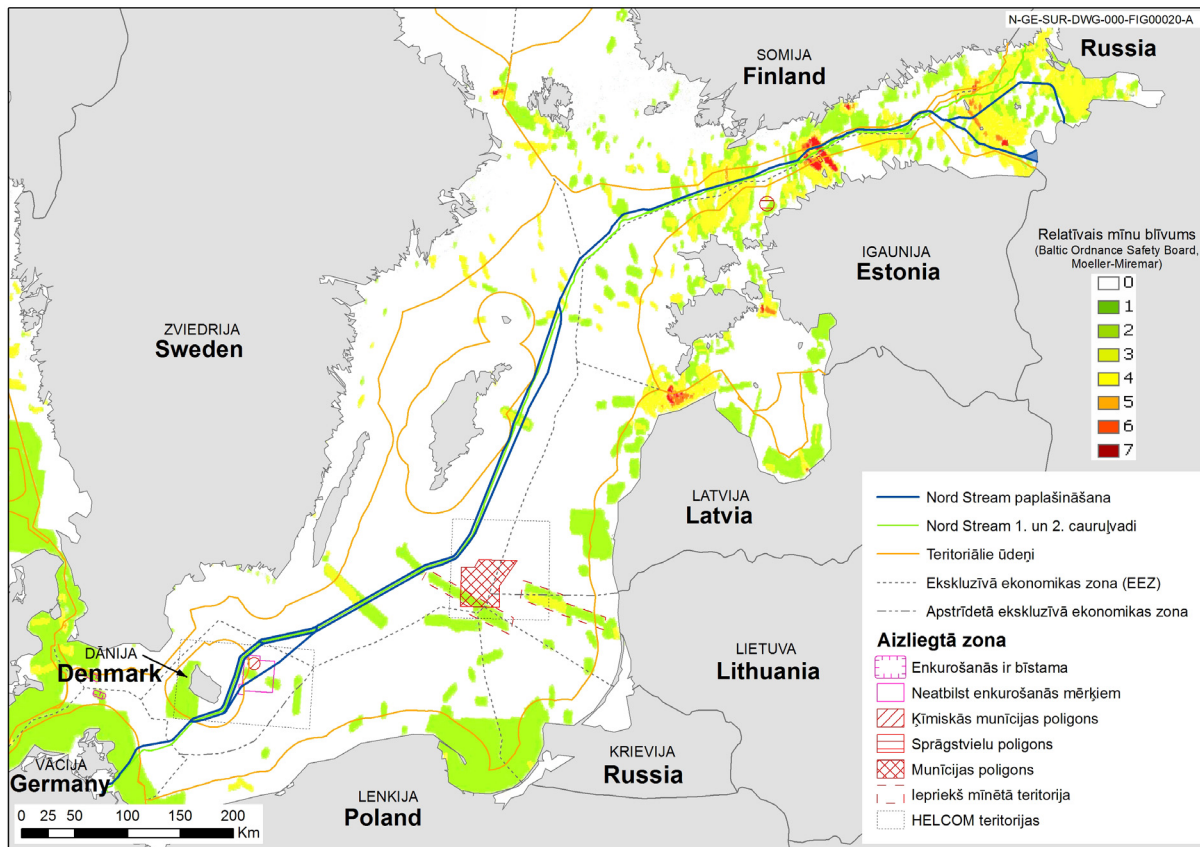 N-GE-SUR-DWG-000-FIG00020-A
SOMIJA
Finland
Russia
IGAUNIJA
Estonia
Relatīvais mīnu blīvums
(Baltic Ordnance Safety Board,
Moeller-Miremar)
0
1
2
3
4
5
6
7
ZVIEDRIJA
Sweden
LATVIJA
Latvia
LIETUVA
Lithuania
DĀNIJA
Denmark
VĀCIJA
Germany
KRIEVIJA
Russia
LENKIJA
Poland
Nord Stream paplašināšana
Nord Stream 1. un 2. cauruļvadi
Teritoriālie ūdeņi
Ekskluzīvā ekonomikas zona (EEZ)
Apstrīdētā ekskluzīvā ekonomikas zona
Aizliegtā zona
Enkurošanās ir bīstama
Neatbilst enkurošanās mērķiem
Ķīmiskās munīcijas poligons
Sprāgstvielu poligons
Munīcijas poligons
Iepriekš mīnētā teritorija
HELCOM teritorijas
0 25 50 100 150 200
Km